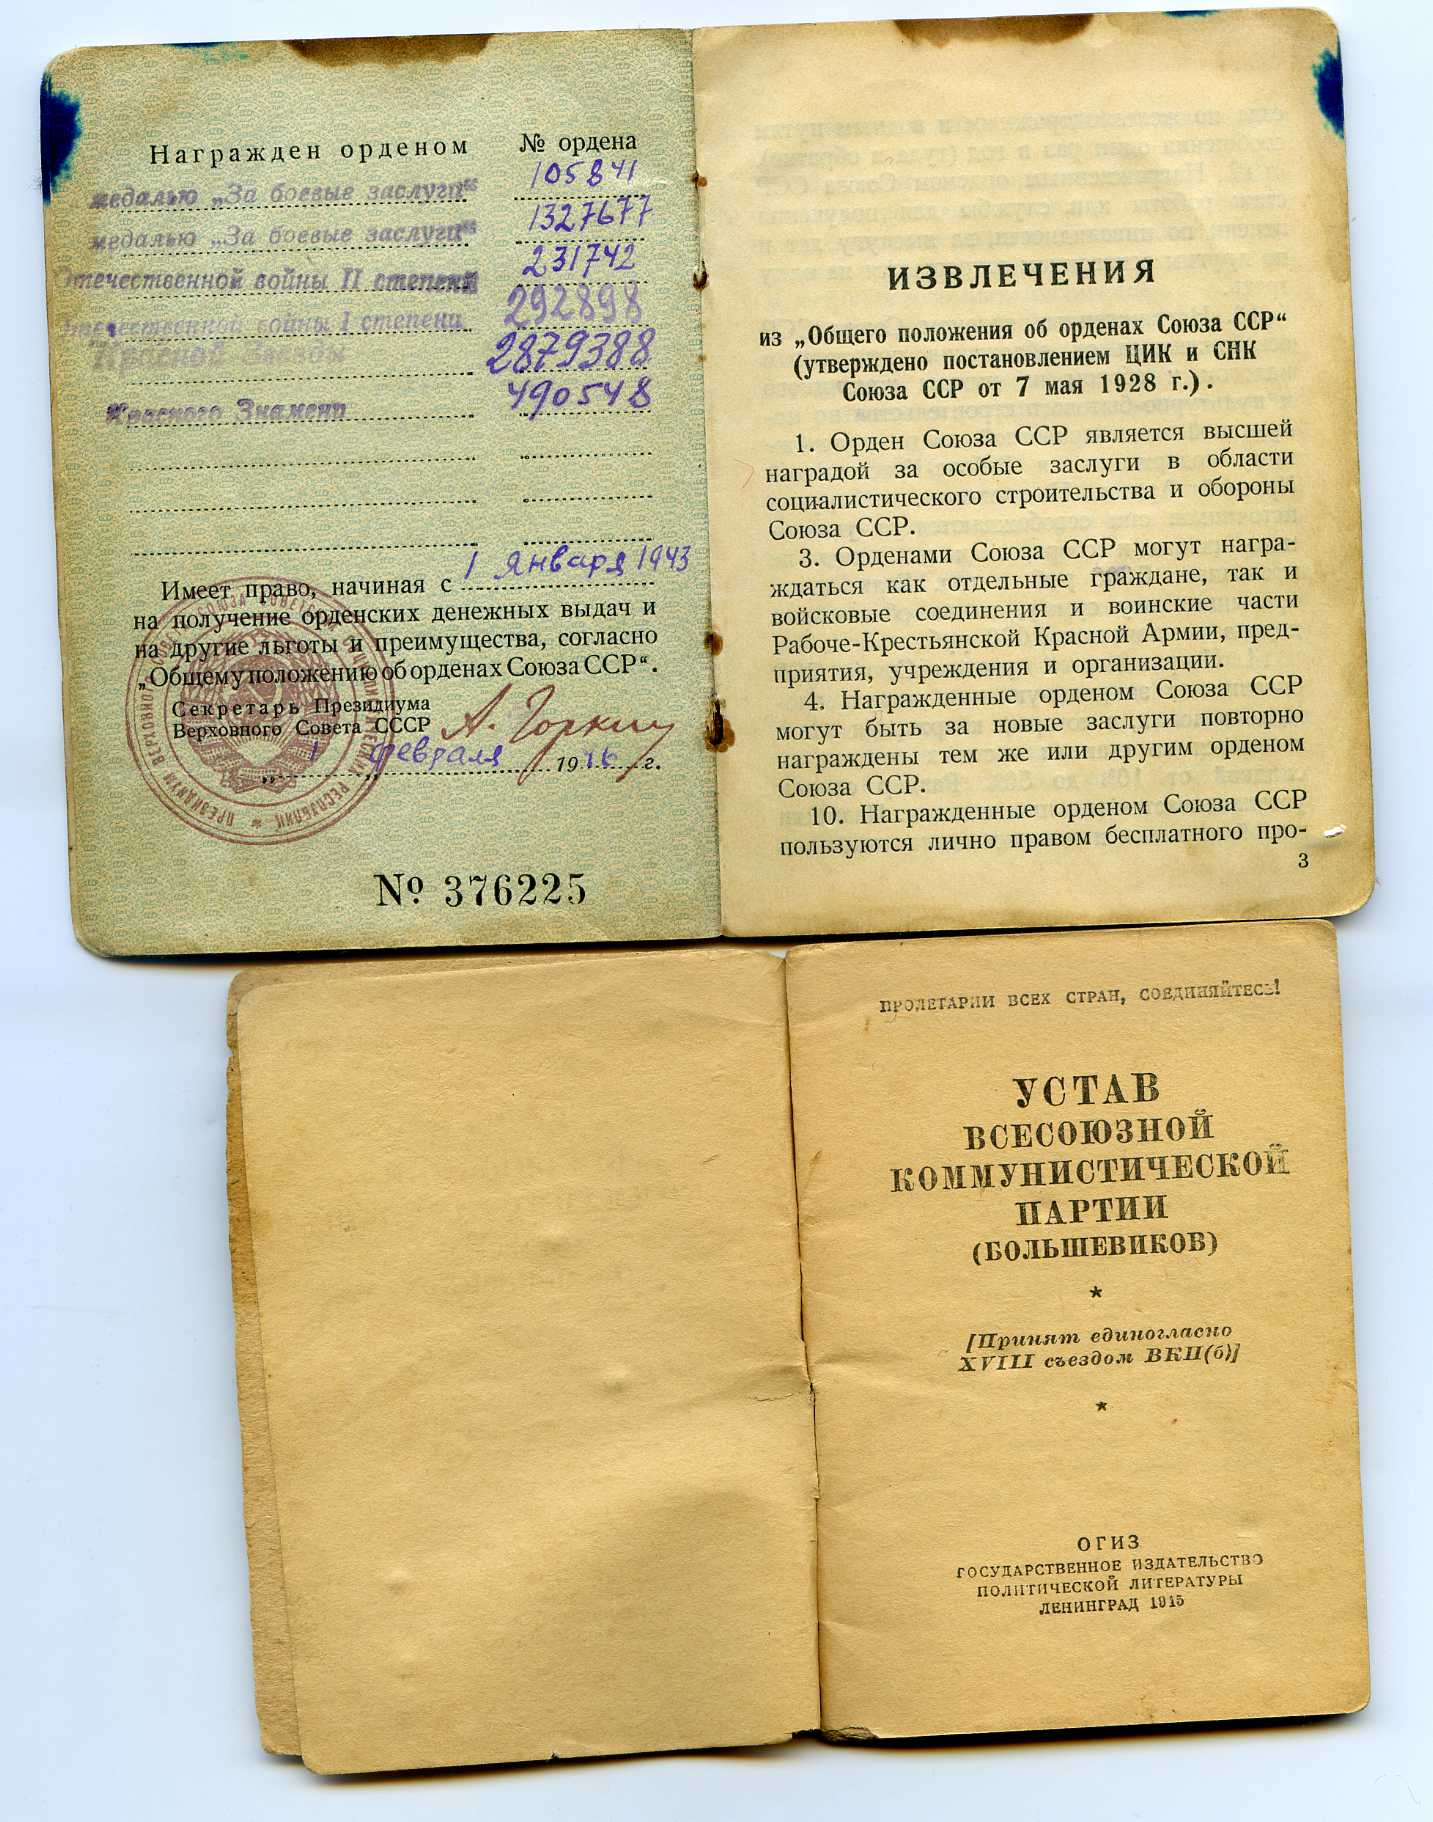 Награжден орденом № ордена
медалью „За боевые заслуги“ 105841
медалью „За боевые заслуги“ 1327677
Отечественной войны II степени 231742
Отечественной войны I степени 292898
Красной Звезды 2879388
Красного Знамени 490548
Имеет право, начиная с 1 января 1943
на получение орденских денежных выдач и
на другие льготы и преимущества, согласно
„Общему положению об орденах Союза ССР“.
Секретарь Президиума
Верховного Совета СССР А. Горкин
„1 февраля 1946 г.
№ 376225
ИЗВЛЕЧЕНИЯ
из „Общего положения об орденах Союза ССР“
(утверждено постановлением ЦИК и СНК
Союза ССР от 7 мая 1928 г.).
1. Орден Союза ССР является высшей
наградой за особые заслуги в области
социалистического строительства и обороны
Союза ССР.
3. Орденами Союза ССР могут награ-
ждаться как отдельные граждане, так и
войсковые соединения и воинские части
Рабоче-Крестьянской Красной Армии, пред-
приятия, учреждения и организации.
4. Награжденные орденом Союза ССР
могут быть за новые заслуги повторно
награждены тем же или другим орденом
Союза ССР.
10. Награжденные орденом Союза ССР
пользуются лично правом бесплатного про-
3
ПРОЛЕТАРИИ ВСЕХ СТРАН, СОЕДИНЯЙТЕСЬ!
УСТАВ
ВСЕСОЮЗНОЙ
КОММУНИСТИЧЕСКОЙ
ПАРТИИ
(БОЛЬШЕВИКОВ)
★
[Принят единогласно
XVIII съездом ВКП(б)]
★
ОГИЗ
ГОСУДАРСТВЕННОЕ ИЗДАТЕЛЬСТВО
ПОЛИТИЧЕСКОЙ ЛИТЕРАТУРЫ
ЛЕНИНГРАД 1945